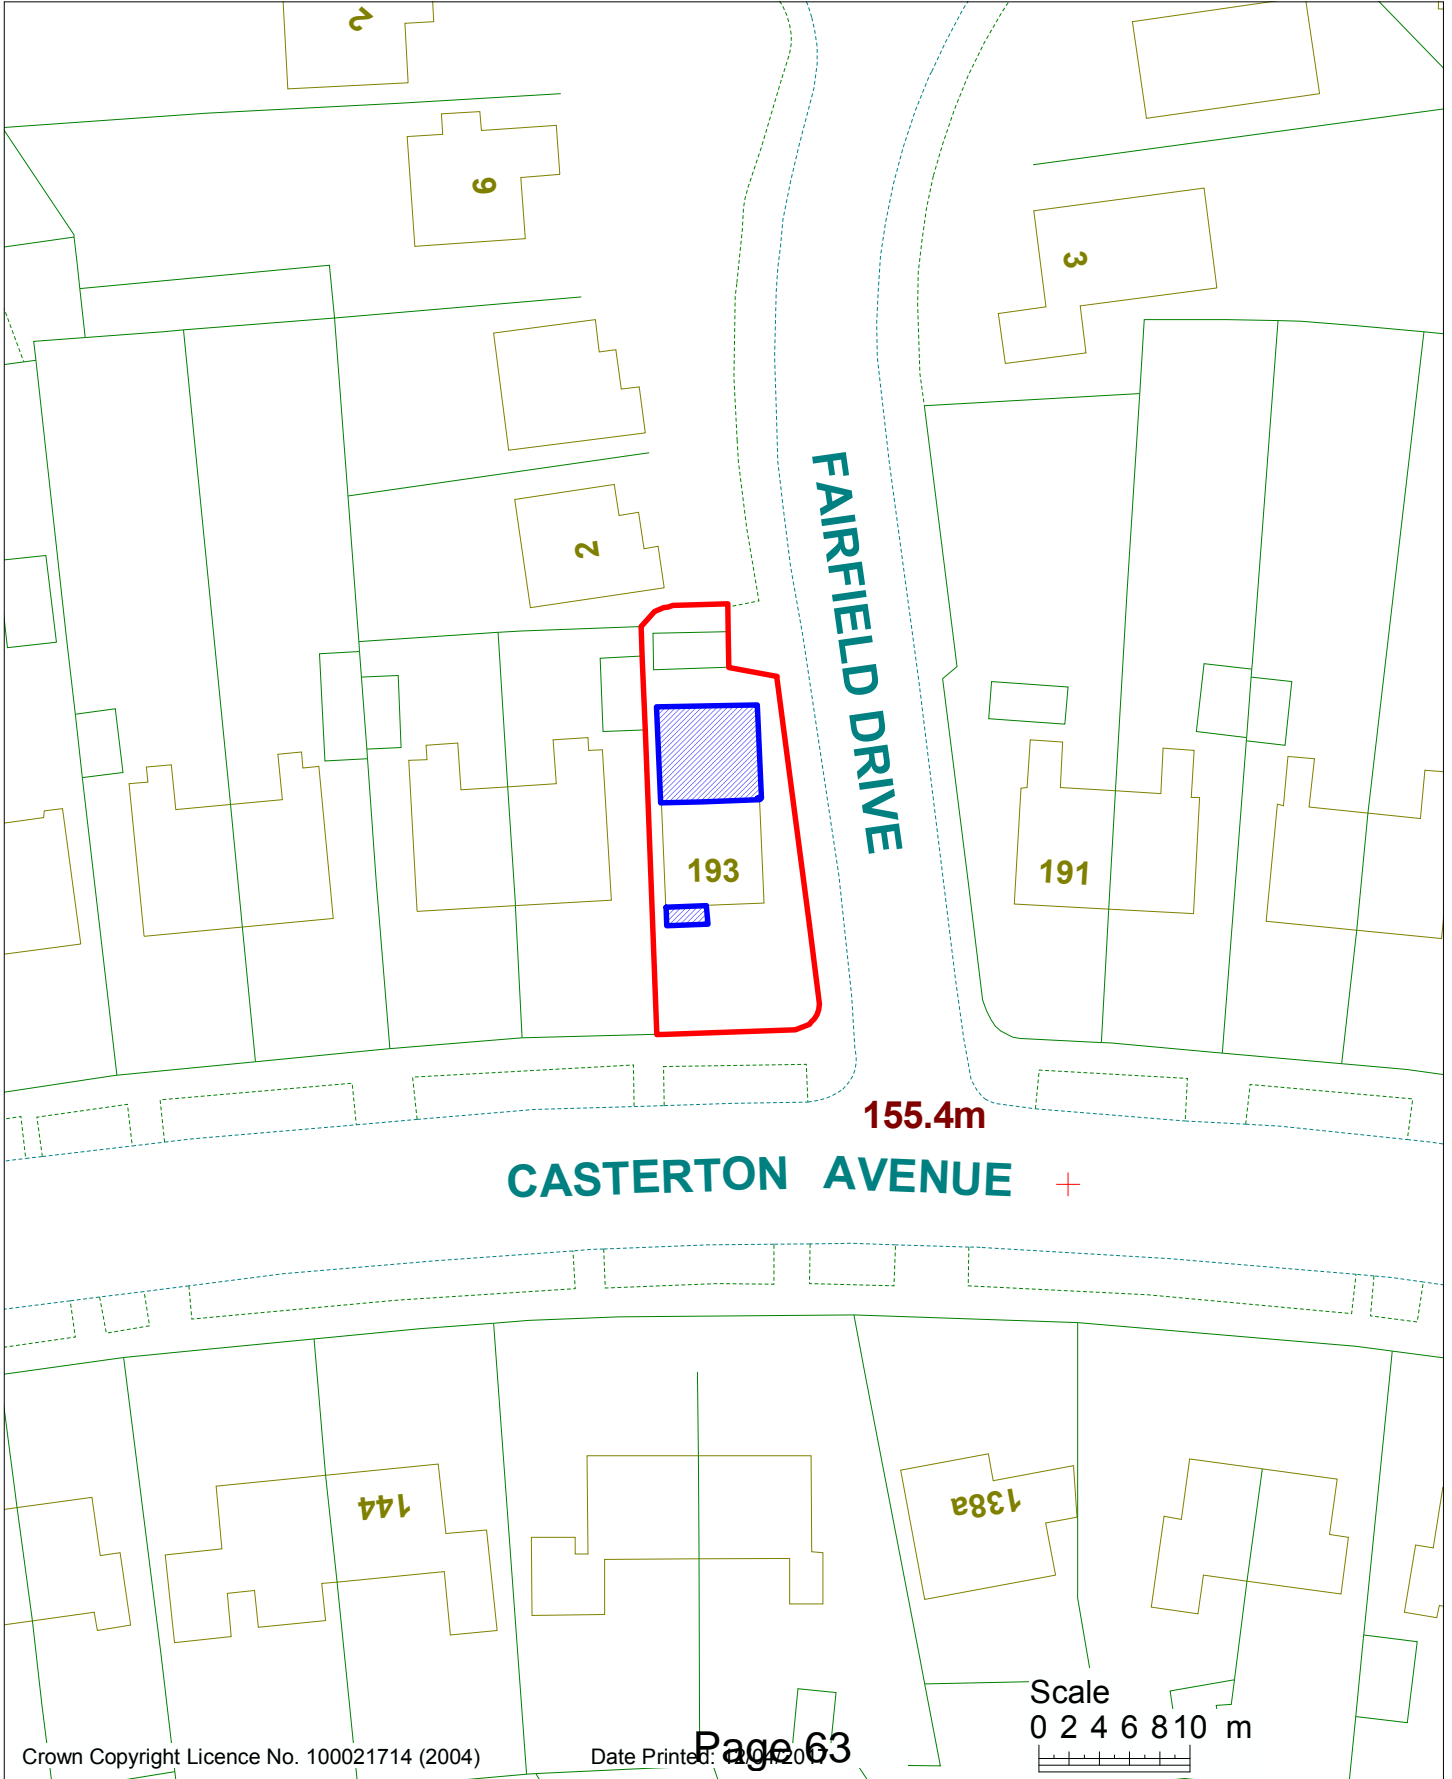 2
6
3
2
FAIRFIELD DRIVE
193
191
155.4m
CASTERTON AVENUE
144
138a
Scale
0 2 4 6 8 10 m
Crown Copyright Licence No. 100021714 (2004)
Date Printed:
Page 63